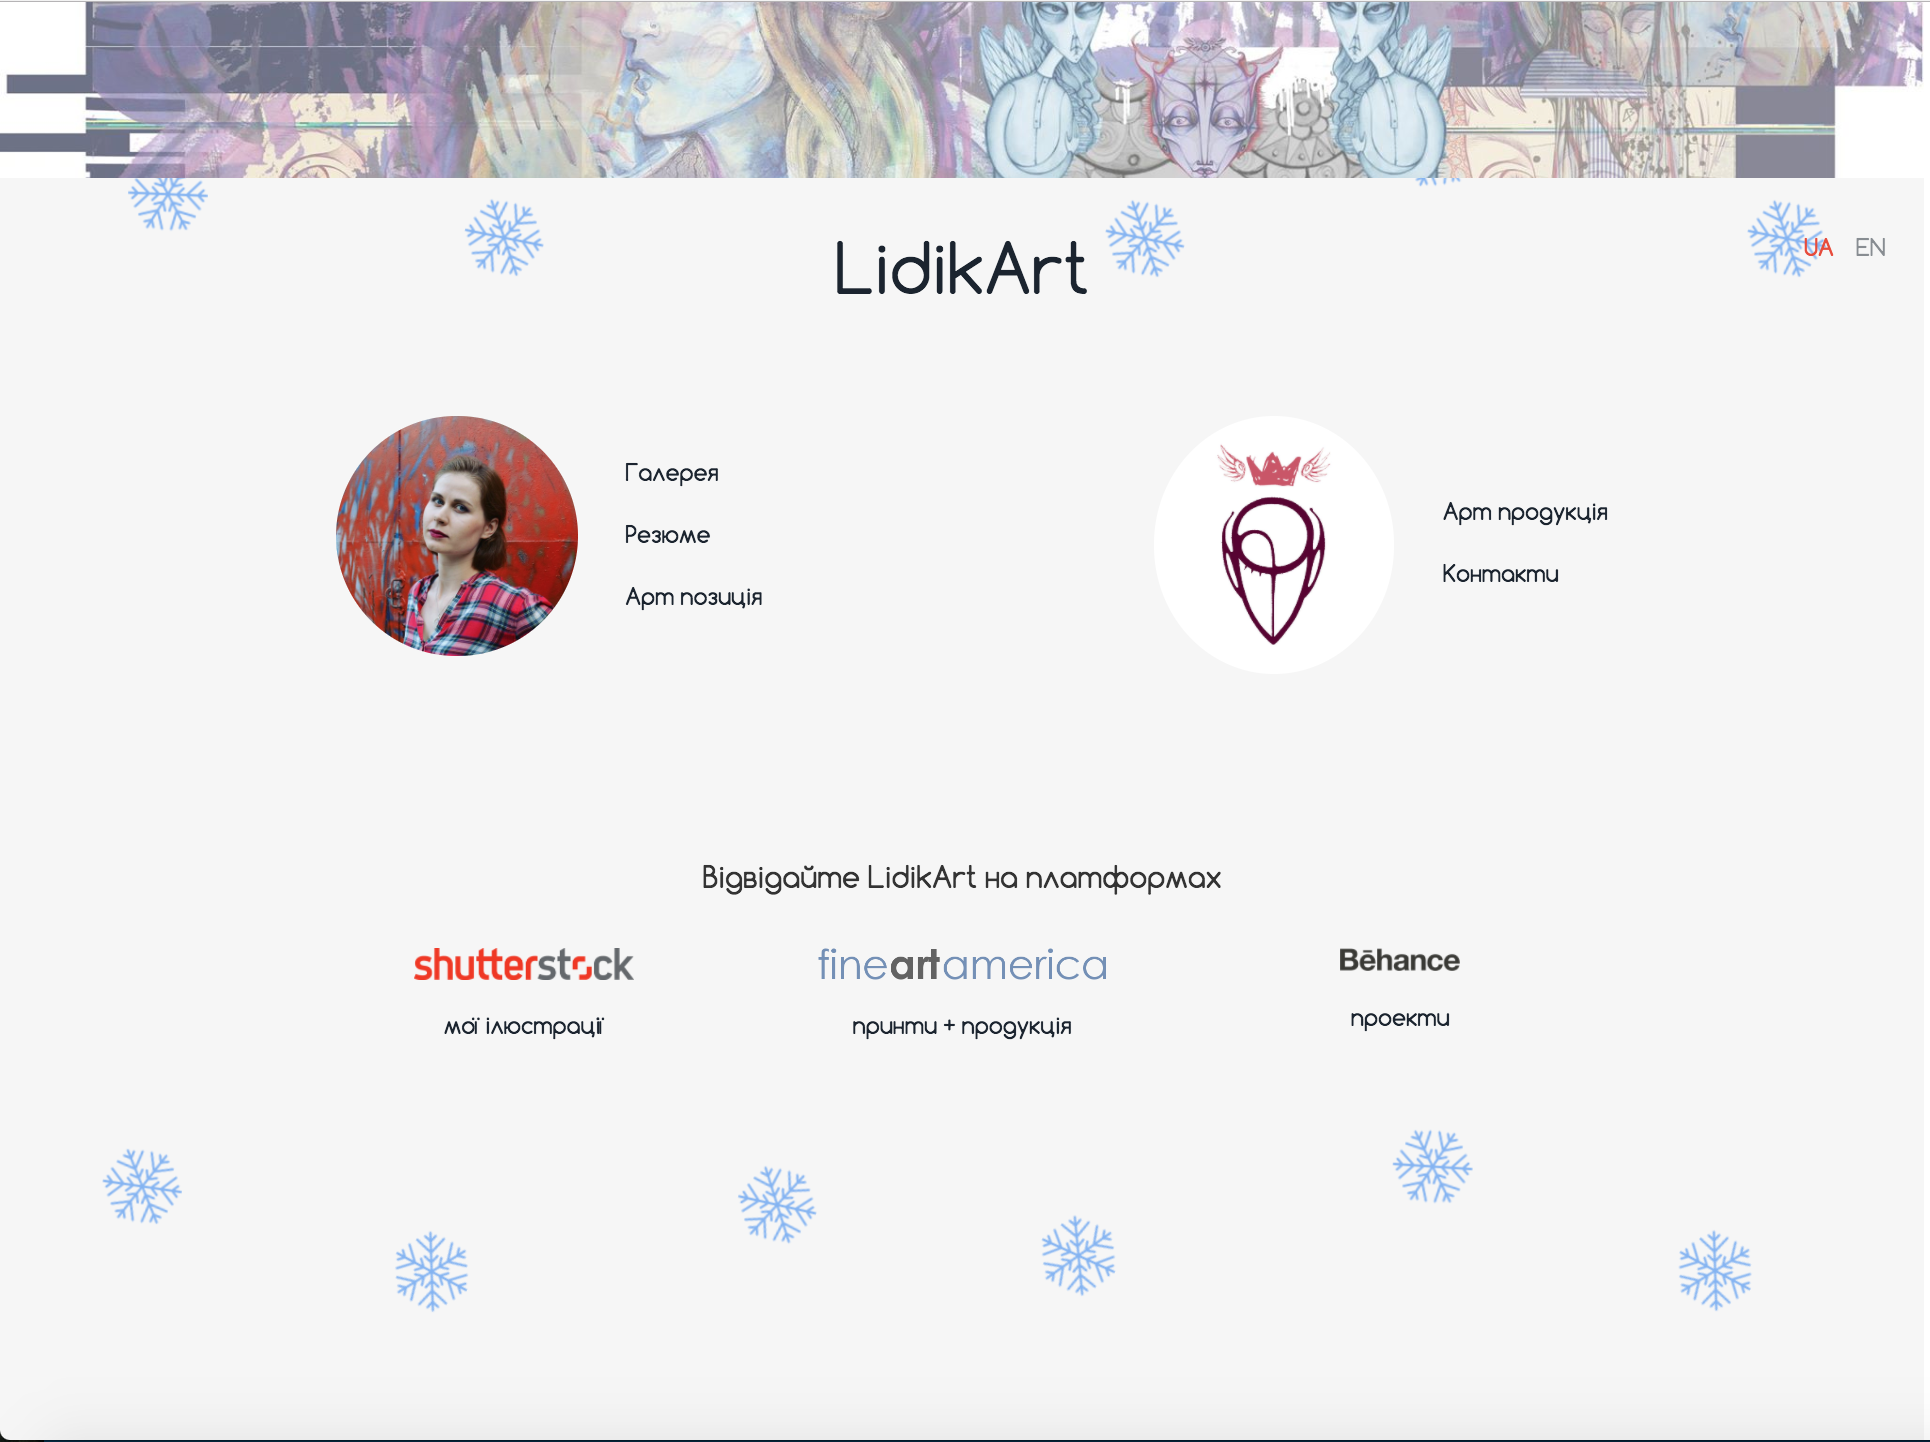 LidikArt
UA EN
Галерея
Резюме
Арт позиція
Арт продукція
Контакти
Відвідайте LidikArt на платформах
shutterstock
мої ілюстрації
fineartamerica
принти + продукція
Bēhance
проекти